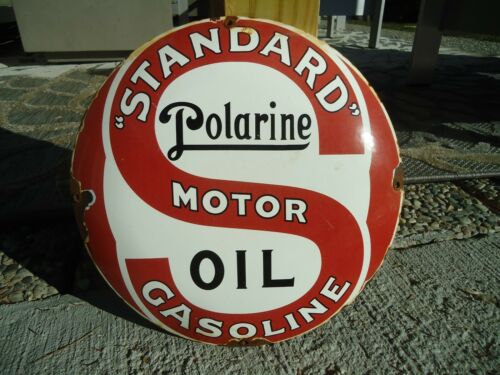 "STANDARD"
Polarine
MOTOR
OIL
GASOLINE